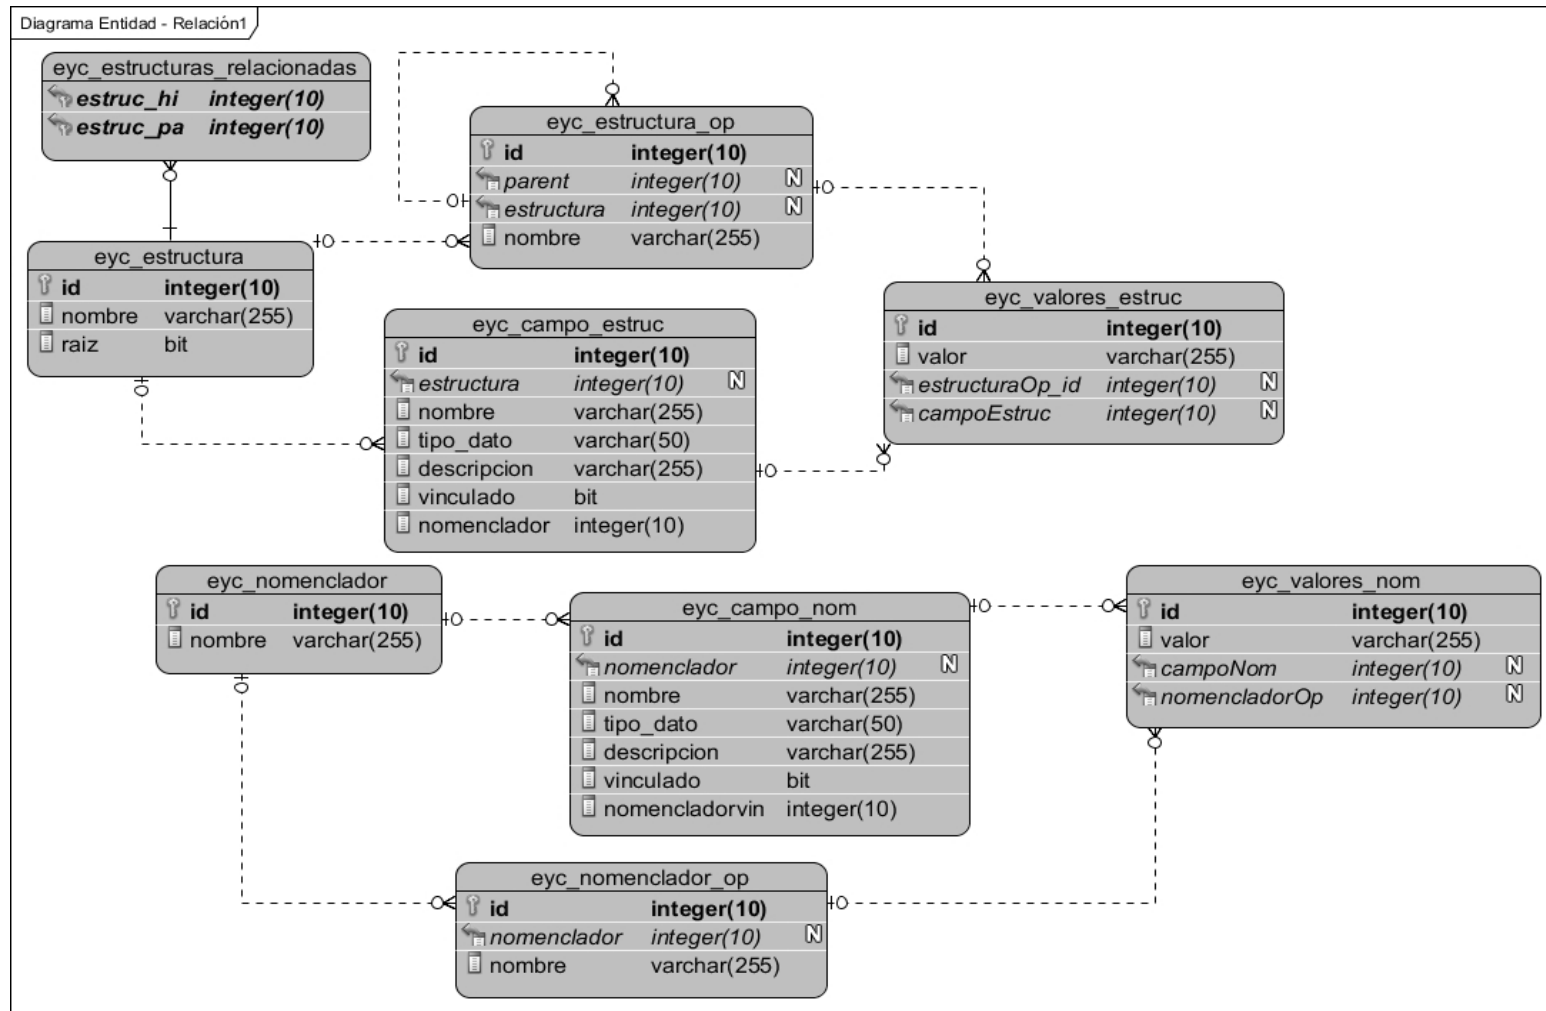 Diagrama Entidad - Relación1
eyc_estructuras_relacionadas
estruc_hi integer(10)
estruc_pa integer(10)
eyc_estructura_op
id integer(10)
parent integer(10) N
estructura integer(10) N
nombre varchar(255)
eyc_estructura
id integer(10)
nombre varchar(255)
raiz bit
eyc_campo_estruc
id integer(10)
estructura integer(10) N
nombre varchar(255)
tipo_dato varchar(50)
descripcion varchar(255)
vinculado bit
nomenclador integer(10)
eyc_valores_estruc
id integer(10)
valor varchar(255)
estructuraOp_id integer(10) N
campoEstruc integer(10) N
eyc_nomenclador
id integer(10)
nombre varchar(255)
eyc_campo_nom
id integer(10)
nomenclador integer(10) N
nombre varchar(255)
tipo_dato varchar(50)
descripcion varchar(255)
vinculado bit
nomencladorvin integer(10)
eyc_valores_nom
id integer(10)
valor varchar(255)
campoNom integer(10) N
nomencladorOp integer(10) N
eyc_nomenclador_op
id integer(10)
nomenclador integer(10) N
nombre varchar(255)